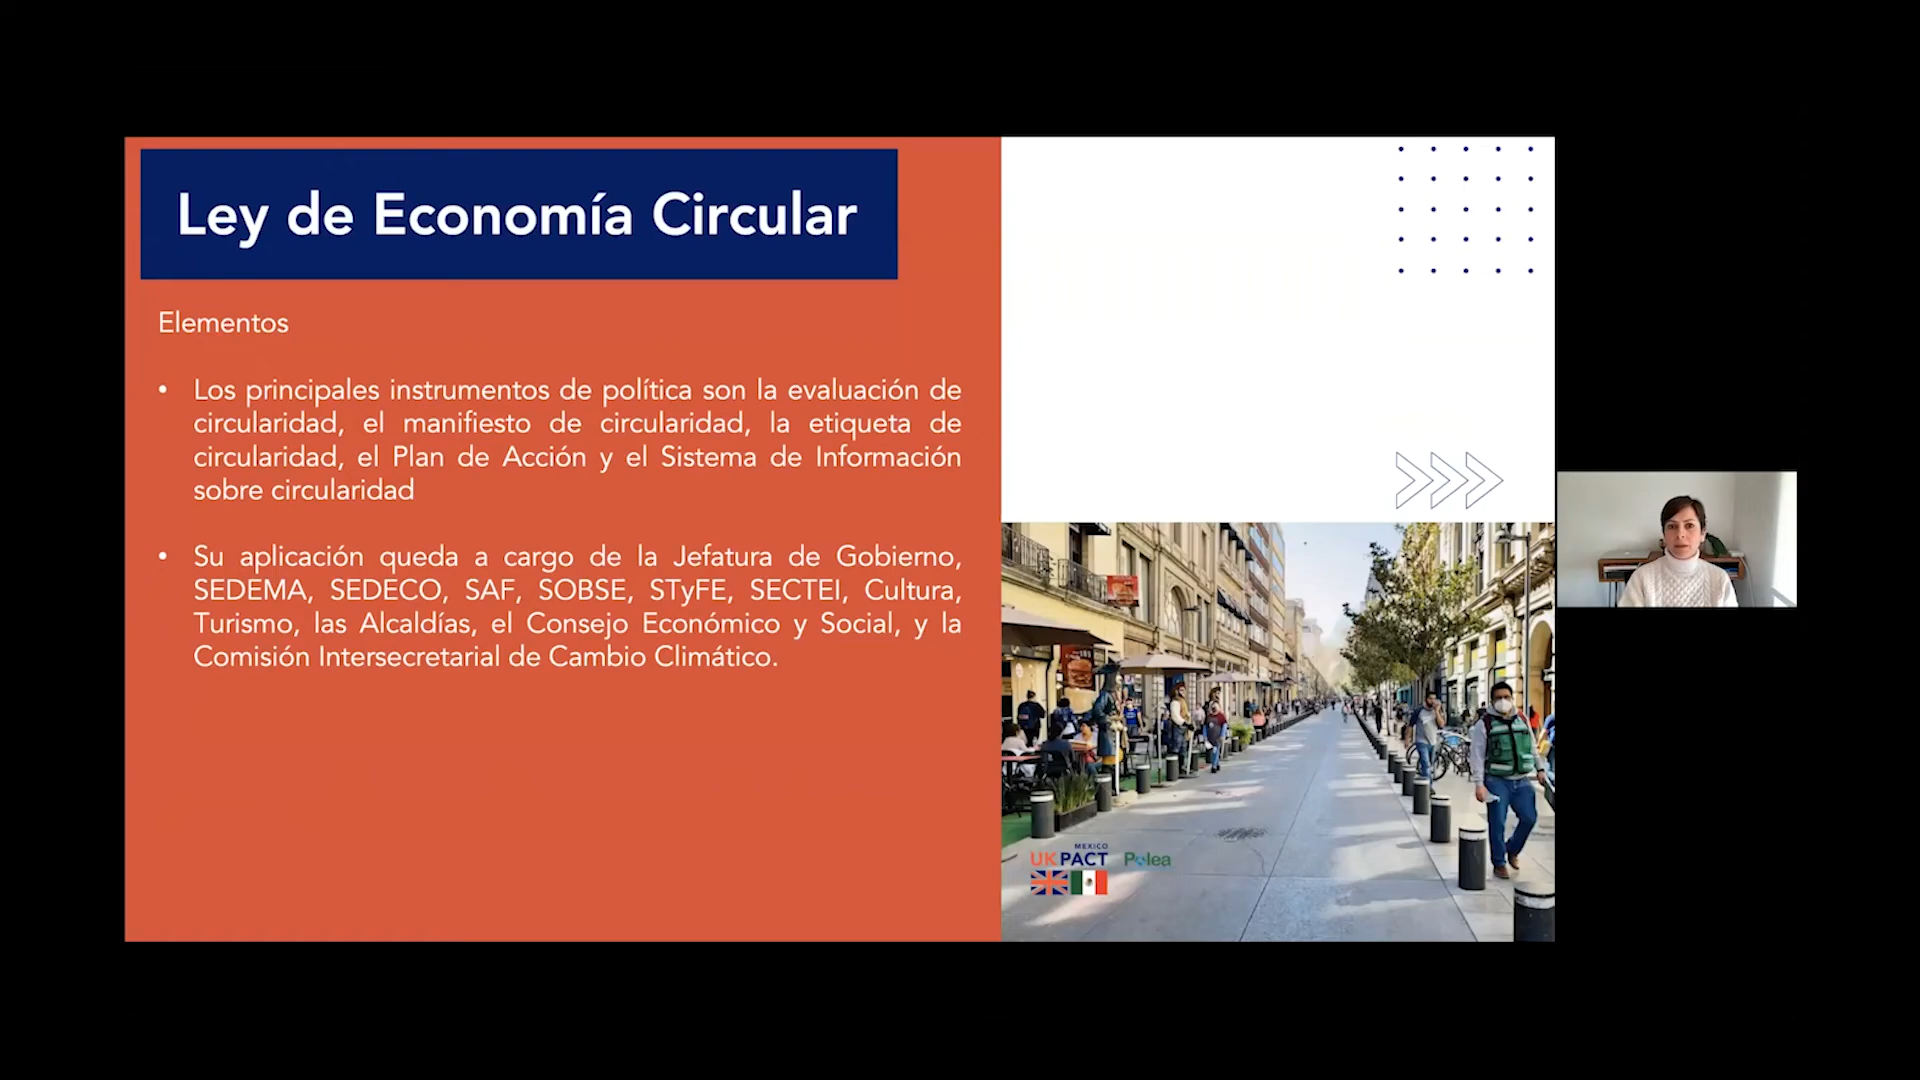 Ley de Economía Circular
Elementos
• Los principales instrumentos de política son la evaluación de
circularidad, el manifiesto de circularidad, la etiqueta de
circularidad, el Plan de Acción y el Sistema de Información
sobre circularidad
• Su aplicación queda a cargo de la Jefatura de Gobierno,
SEDEMA, SEDECO, SAF, SOBSE, STyFE, SECTEI, Cultura,
Turismo, las Alcaldías, el Consejo Económico y Social, y la
Comisión Intersecretarial de Cambio Climático.
MEXICO
UK PACT
Polea